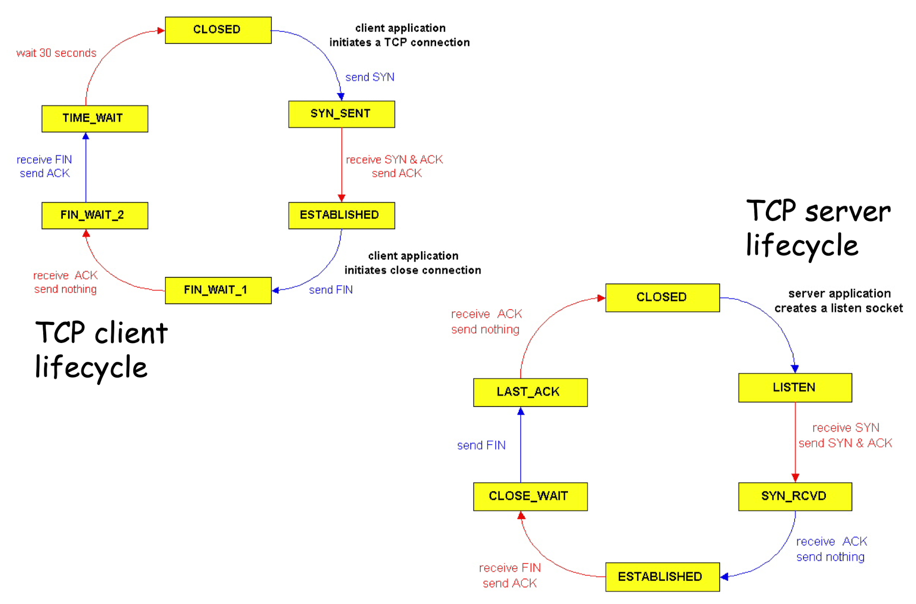 CLOSED
client application
initiates a TCP connection
wait 30 seconds
send SYN
TIME_WAIT
SYN_SENT
receive FIN
send ACK
receive SYN & ACK
send ACK
FIN_WAIT_2
ESTABLISHED
client application
initiates close connection
receive ACK
send nothing
FIN_WAIT_1
send FIN
TCP client
lifecycle
TCP server
lifecycle
CLOSED
server application
creates a listen socket
receive ACK
send nothing
LAST_ACK
LISTEN
send FIN
receive SYN
send SYN & ACK
CLOSE_WAIT
SYN_RCVD
receive FIN
send ACK
receive ACK
send nothing
ESTABLISHED